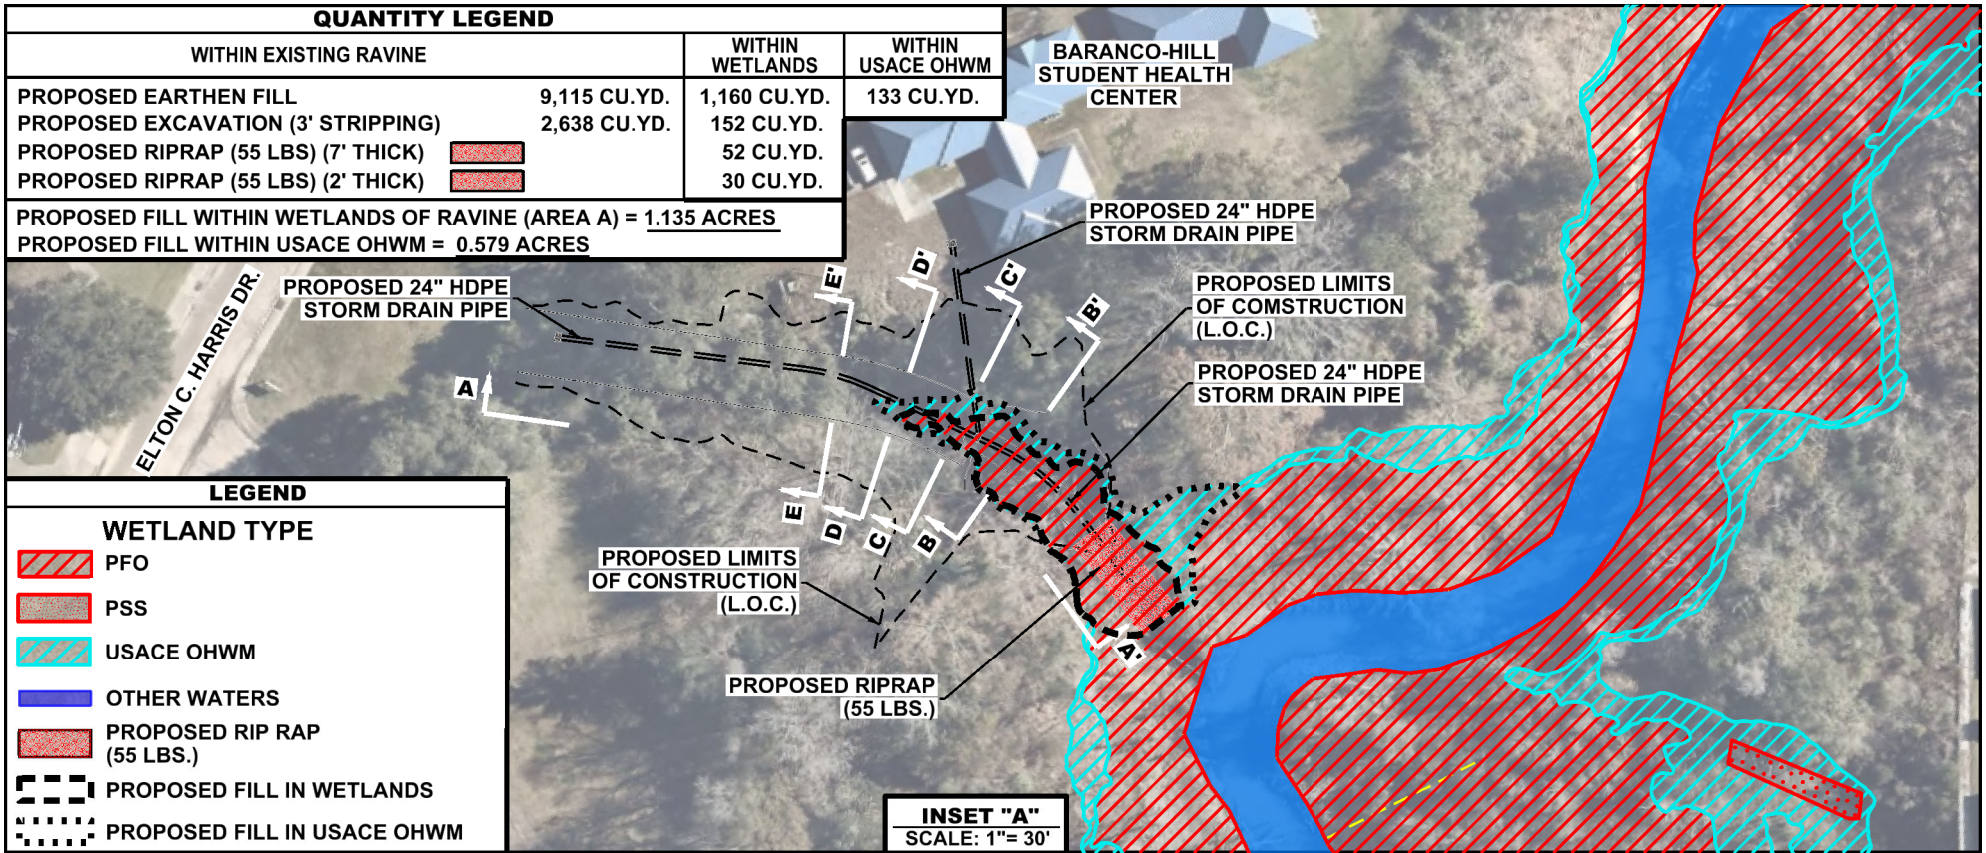 QUANTITY LEGEND
WITHIN EXISTING RAVINE
WITHIN
WETLANDS
WITHIN
USACE OHWM
PROPOSED EARTHEN FILL 9,115 CU.YD. 1,160 CU.YD. 133 CU.YD.
PROPOSED EXCAVATION (3' STRIPPING) 2,638 CU.YD. 152 CU.YD.
PROPOSED RIPRAP (55 LBS) (7' THICK) 52 CU.YD.
PROPOSED RIPRAP (55 LBS) (2' THICK) 30 CU.YD.
PROPOSED FILL WITHIN WETLANDS OF RAVINE (AREA A) = 1.135 ACRES
PROPOSED FILL WITHIN USACE OHWM = 0.579 ACRES
BARANCO-HILL
STUDENT HEALTH
CENTER
PROPOSED 24" HDPE
STORM DRAIN PIPE
ELTON C. HARRIS DR.
PROPOSED 24" HDPE
STORM DRAIN PIPE
E'
D'
C'
B'
PROPOSED LIMITS
OF COMSTRUCTION
(L.O.C.)
PROPOSED 24" HDPE
STORM DRAIN PIPE
A
E
D
C
B
A'
PROPOSED LIMITS
OF CONSTRUCTION
(L.O.C.)
PROPOSED RIPRAP
(55 LBS.)
LEGEND
WETLAND TYPE
PFO
PSS
USACE OHWM
OTHER WATERS
PROPOSED RIP RAP
(55 LBS.)
PROPOSED FILL IN WETLANDS
PROPOSED FILL IN USACE OHWM
INSET "A"
SCALE: 1"= 30'